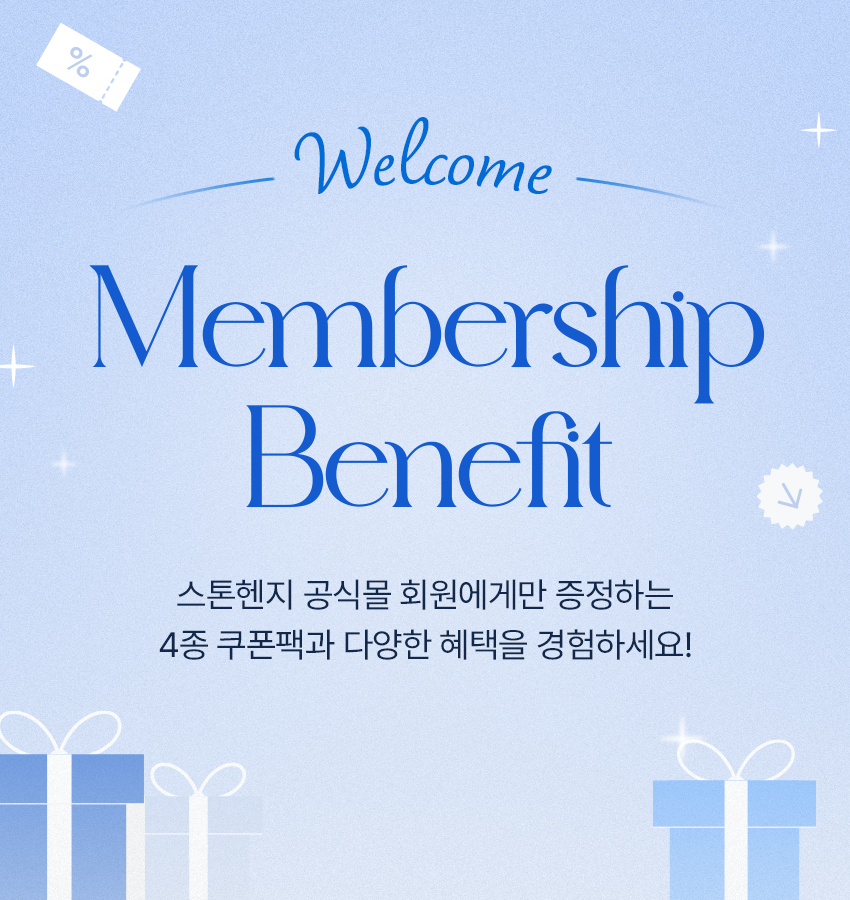 %
Welcome
Membership
Benefit
스톤헨지 공식몰 회원에게만 증정하는
4종 쿠폰팩과 다양한 혜택을 경험하세요!